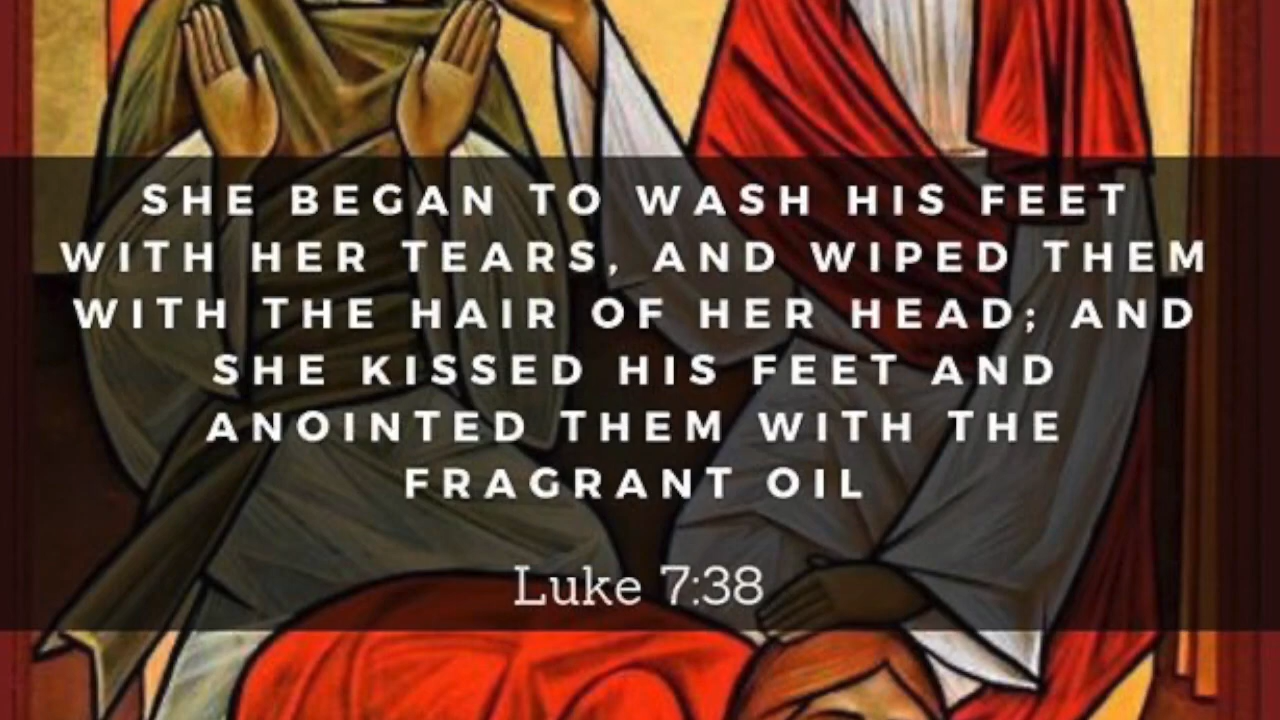 SHE BEGAN TO WASH HIS FEET
WITH HER TEARS, AND WIPED THEM
WITH THE HAIR OF HER HEAD; AND
SHE KISSED HIS FEET AND
ANOINTED THEM WITH THE
FRAGRANT OIL
Luke 7:38